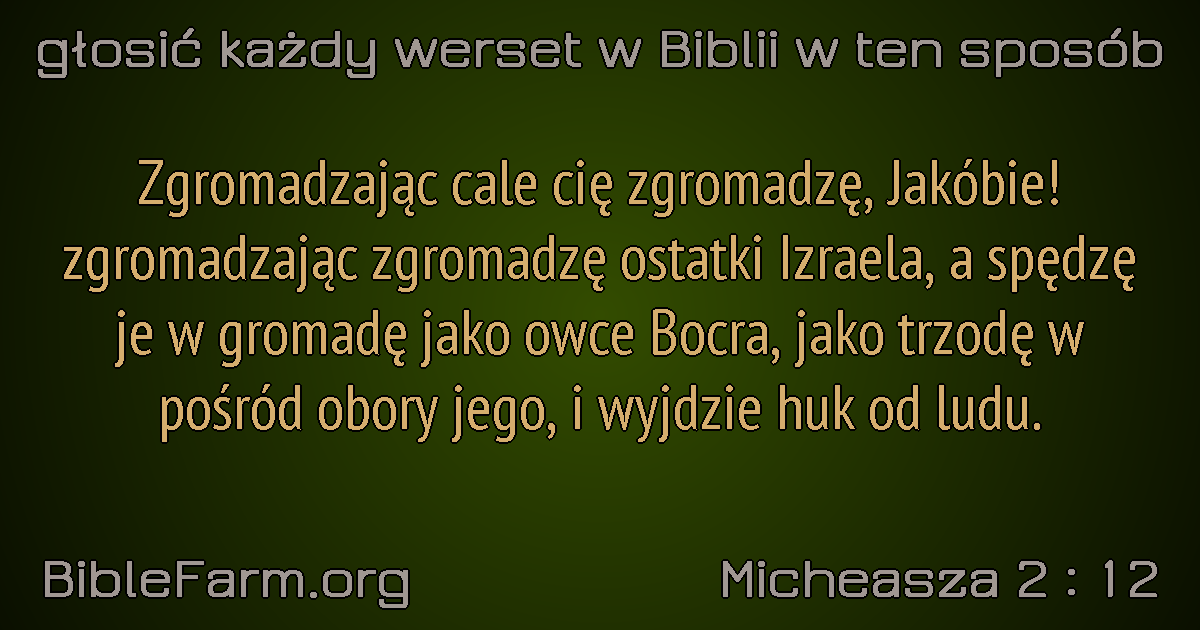 głosić każdy werset w Biblii w ten sposób
Zgromadzając cale cię zgromadzę, Jakóbie!
zgromadzając zgromadzę ostatki Izraela, a spędzę
je w gromadę jako owce Bocra, jako trzodę w
pośród obory jego, i wyjdzie huk od ludu.
BibleFarm.org
Micheasza 2 : 12